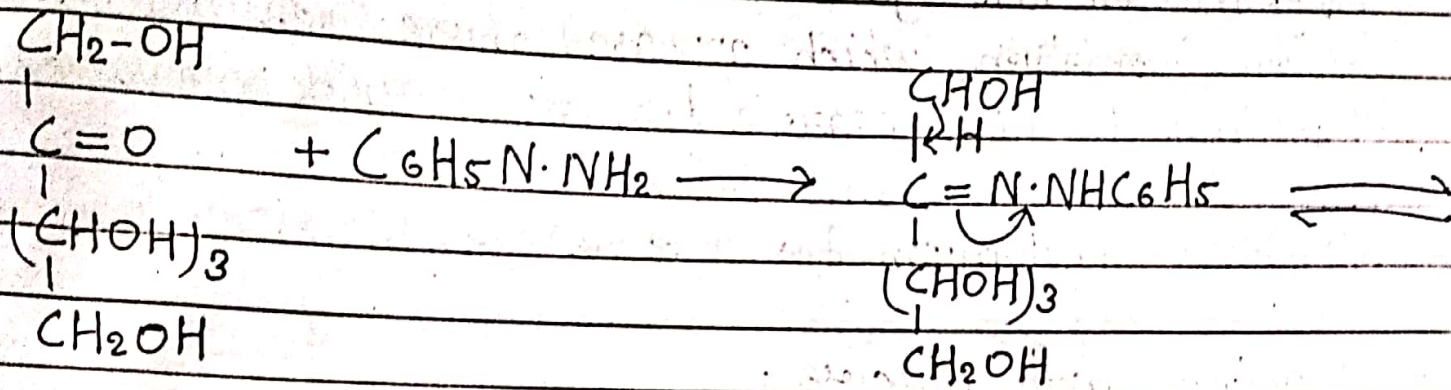 CH2-OH
|
C=O
|
(CHOH)3
|
CH2OH
+ C6H5N·NH2 ⟶
CHOH
| H
C=N·NHC6H5 ⇌
|
(CHOH)3
|
CH2OH